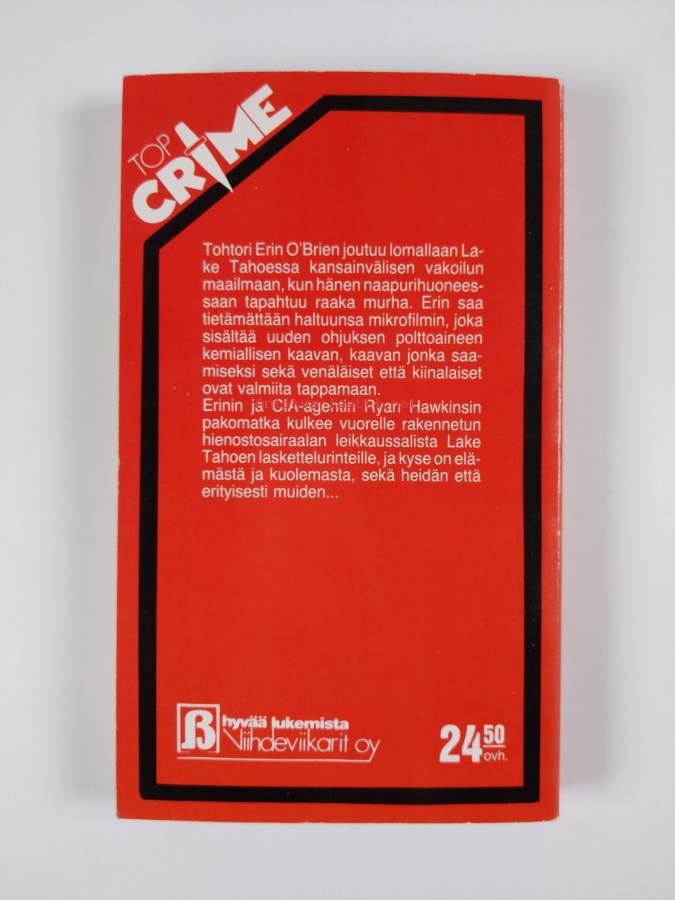 TOP
CRIME
Tohtori Erin O'Brien joutuu lomallaan La-
ke Tahoessa kansainvälisen vakoilun
maailmaan, kun hänen naapurihuonees-
saan tapahtuu raaka murha. Erin saa
tietämättään haltuunsa mikrofilmin, joka
sisältää uuden ohjuksen polttoaineen
kemiallisen kaavan, kaavan jonka saa-
miseksi sekä venäläiset että kiinalaiset
ovat valmiita tappamaan.
Erinin ja CIA-agentin Ryan Hawkinsin
pakomatka kulkee vuorelle rakennetun
hienostosairaalan leikkaussalista Lake
Tahoen laskettelurinteille, ja kyse on elä-
mästä ja kuolemasta, sekä heidän että
erityisesti muiden...
hyvää lukemista
Viihdeviikarit oy
24 50
ovh.